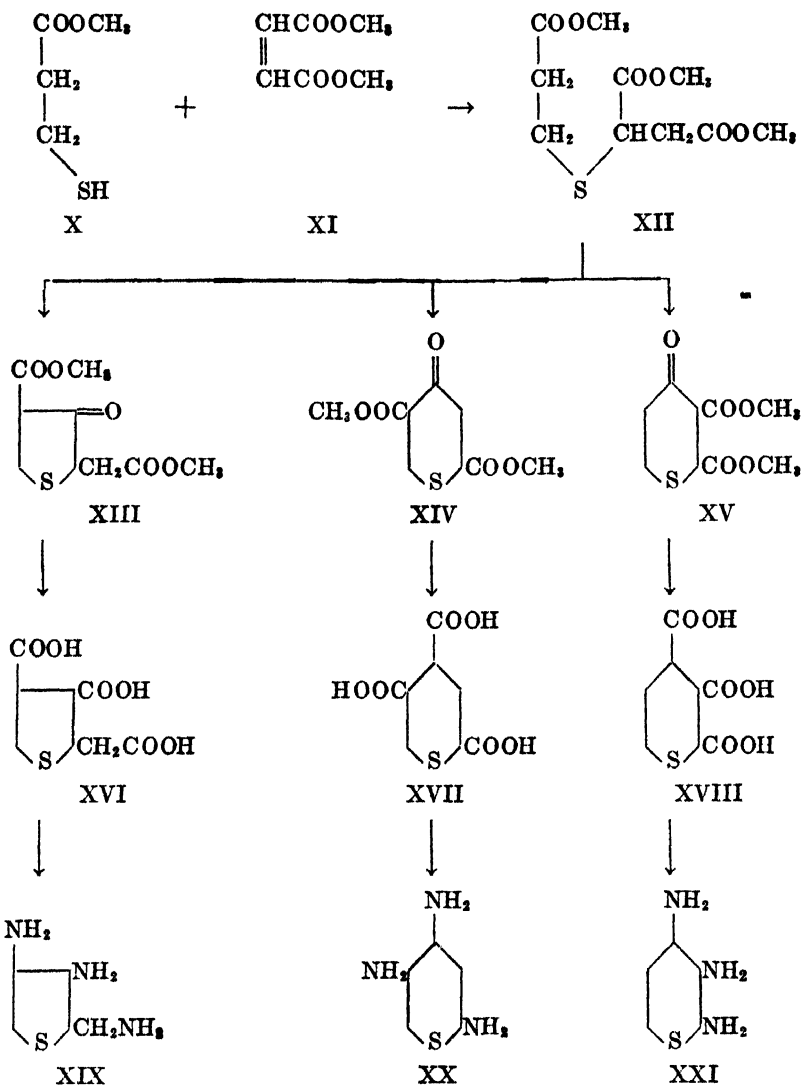 COOCH₃ CHCOOCH₃ COOCH₃
CH₂ CHCOOCH₃ CH₂ COOCH₃
+ →
CH₂ CH₂ CHCH₂COOCH₃
SH S
X XI XII
O O
COOCH₃ CH₃OOC COOCH₃
=O
S CH₂COOCH₃ S COOCH₃ S COOCH₃
XIII XIV XV
COOH COOH
COOH
COOH HOOC COOH
S CH₂COOH S COOH S COOH
XVI XVII XVIII
NH₂ NH₂
NH₂
NH₂ NH₂ NH₂
S CH₂NH₂ S NH₂ S NH₂
XIX XX XXI